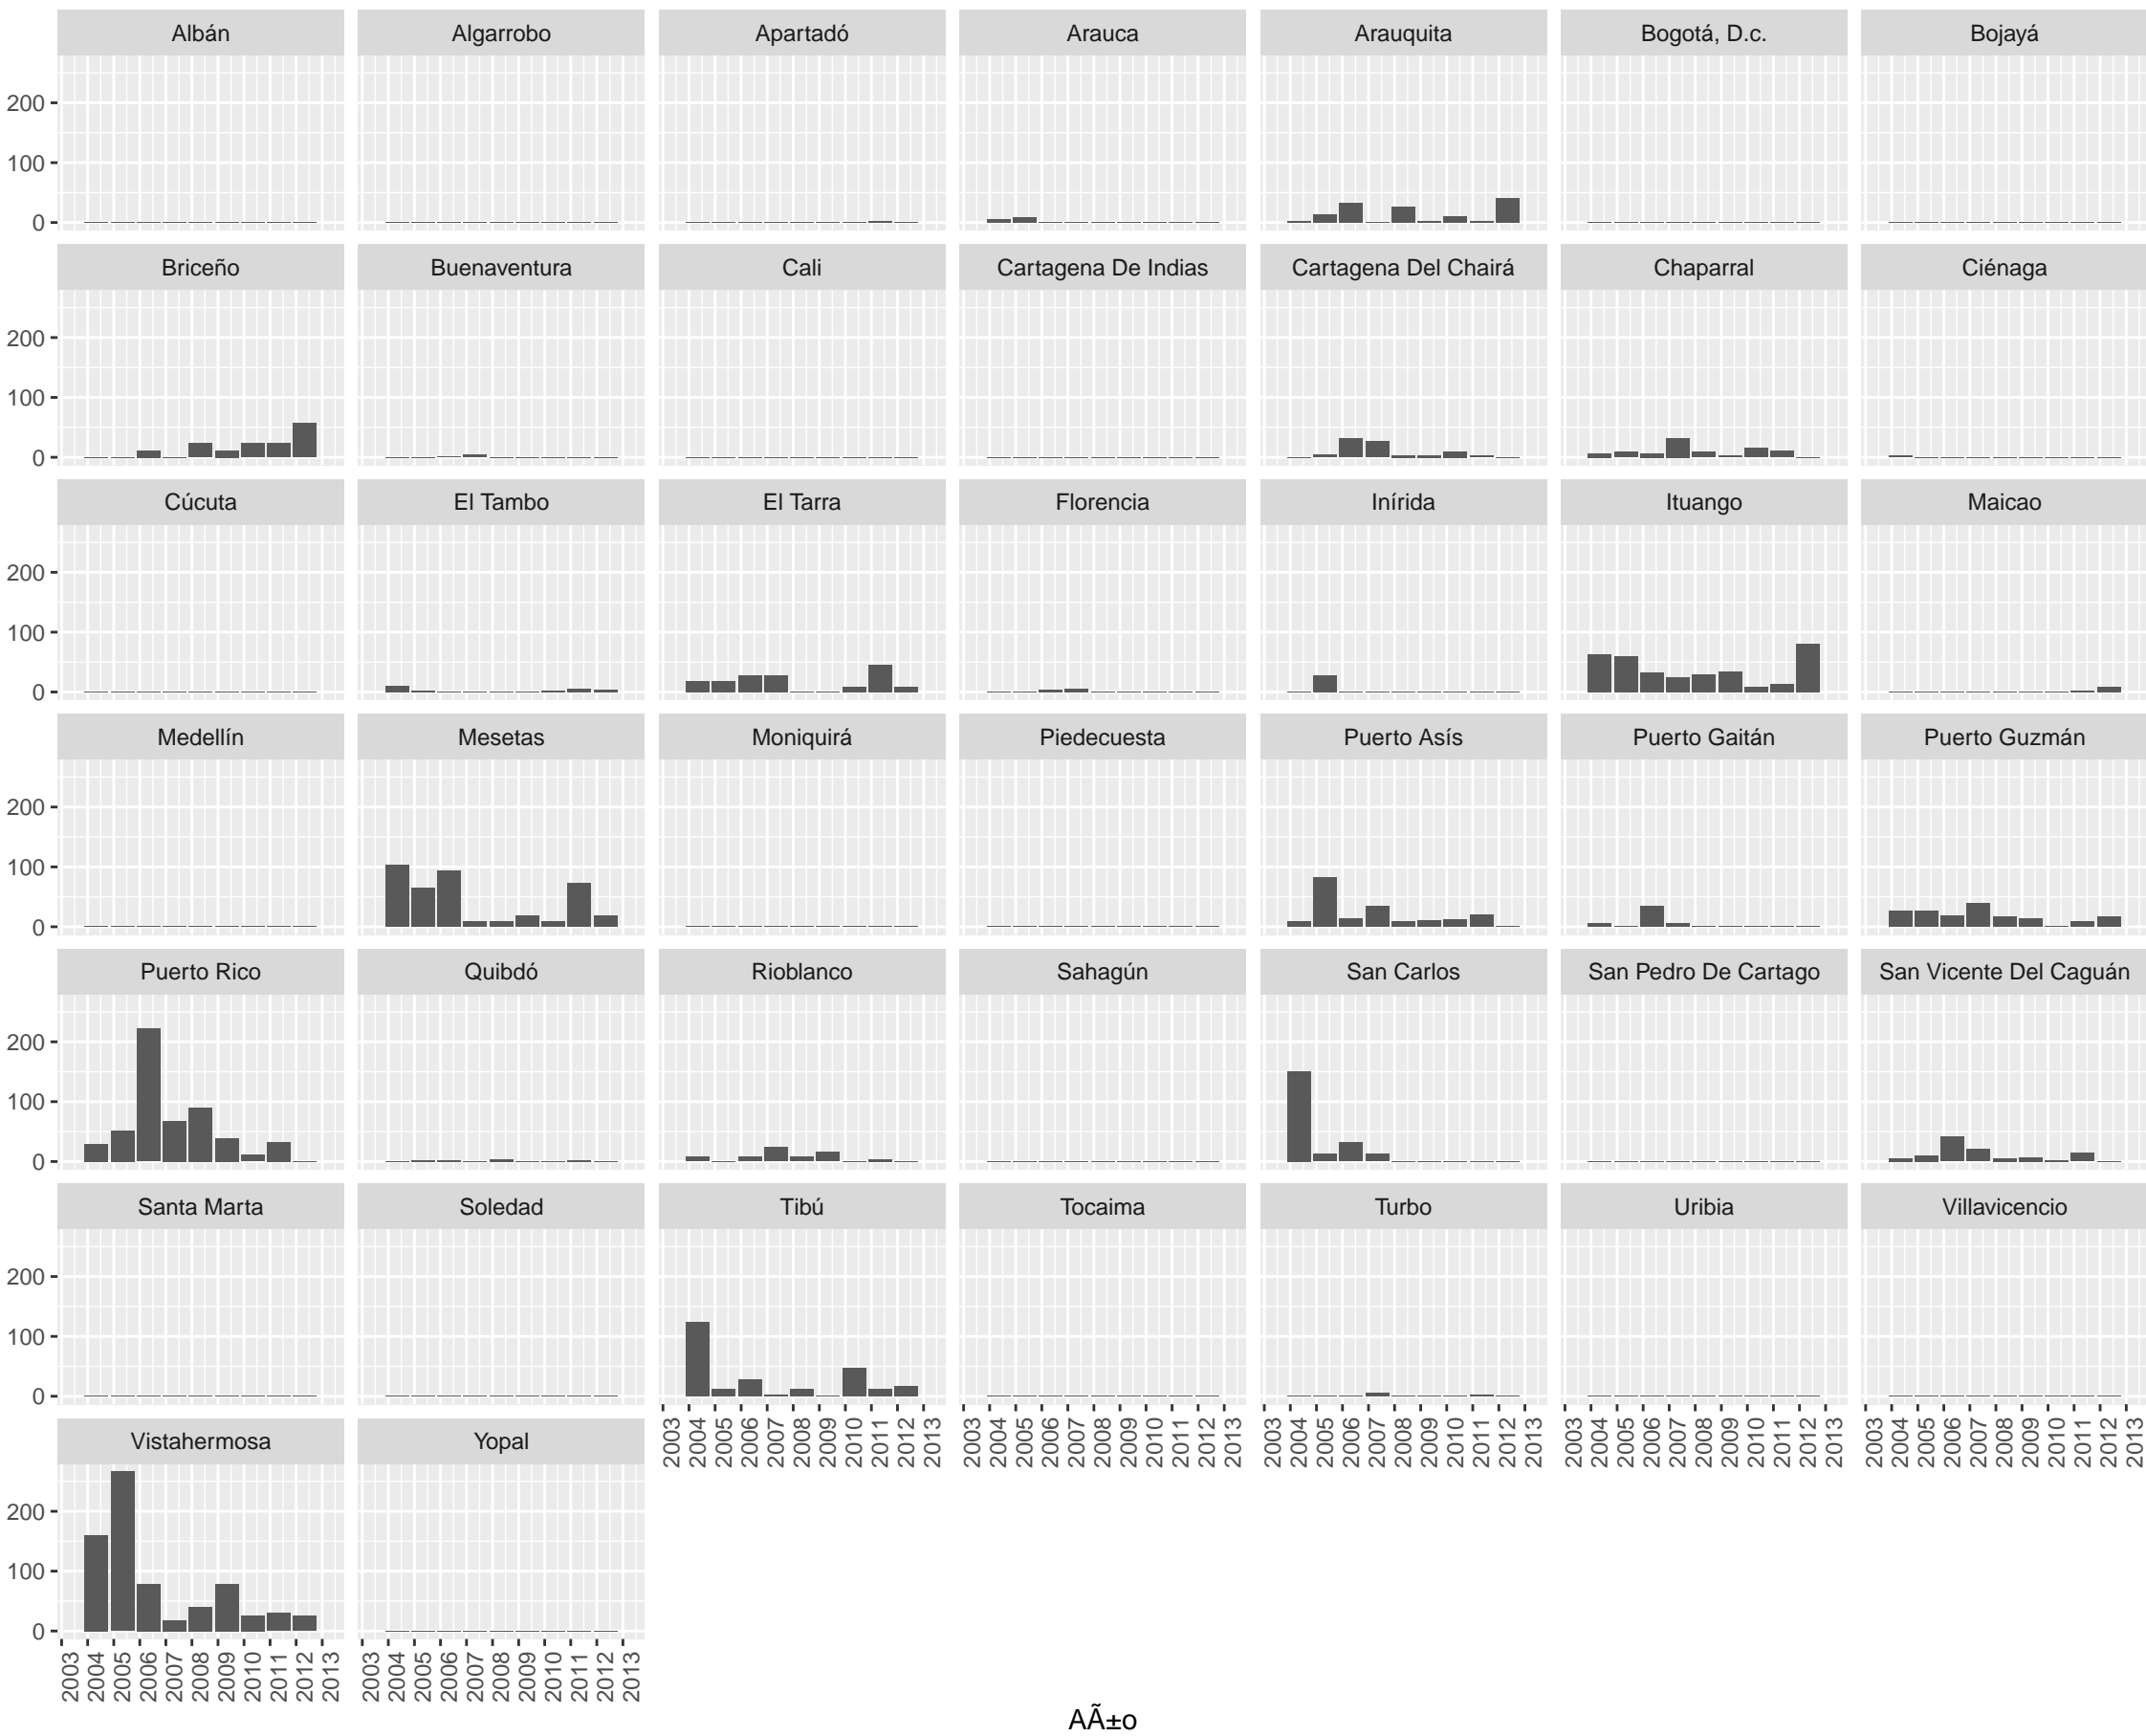 Albán Algarrobo Apartadó Arauca Arauquita Bogotá, D.c. Bojayá
200
100
0
Briceño Buenaventura Cali Cartagena De Indias Cartagena Del Chairá Chaparral Ciénaga
200
100
0
Cúcuta El Tambo El Tarra Florencia Inírida Ituango Maicao
200
100
0
Medellín Mesetas Moniquirá Piedecuesta Puerto Asís Puerto Gaitán Puerto Guzmán
200
100
0
Puerto Rico Quibdó Rioblanco Sahagún San Carlos San Pedro De Cartago San Vicente Del Caguán
200
100
0
Santa Marta Soledad Tibú Tocaima Turbo Uribia Villavicencio
200
100
0
2003 2004 2005 2006 2007 2008 2009 2010 2011 2012 2013 2003 2004 2005 2006 2007 2008 2009 2010 2011 2012 2013 2003 2004 2005 2006 2007 2008 2009 2010 2011 2012 2013 2003 2004 2005 2006 2007 2008 2009 2010 2011 2012 2013 2003 2004 2005 2006 2007 2008 2009 2010 2011 2012 2013
Vistahermosa Yopal
200
100
0
2003 2004 2005 2006 2007 2008 2009 2010 2011 2012 2013 2003 2004 2005 2006 2007 2008 2009 2010 2011 2012 2013
AÃ±o